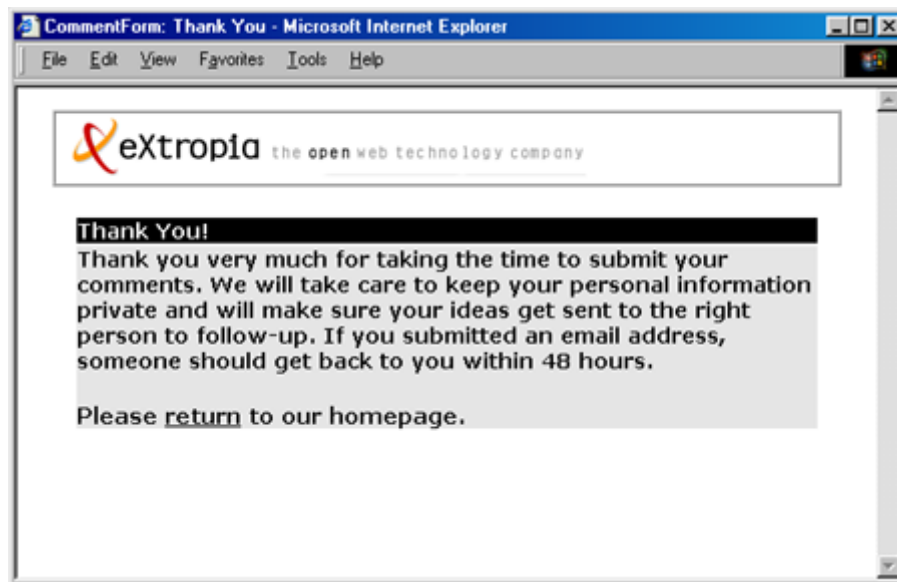 CommentForm: Thank You - Microsoft Internet Explorer
File Edit View Favorites Tools Help
eXtropia the open web technology company
Thank You!
Thank you very much for taking the time to submit your
comments. We will take care to keep your personal information
private and will make sure your ideas get sent to the right
person to follow-up. If you submitted an email address,
someone should get back to you within 48 hours.
Please return to our homepage.